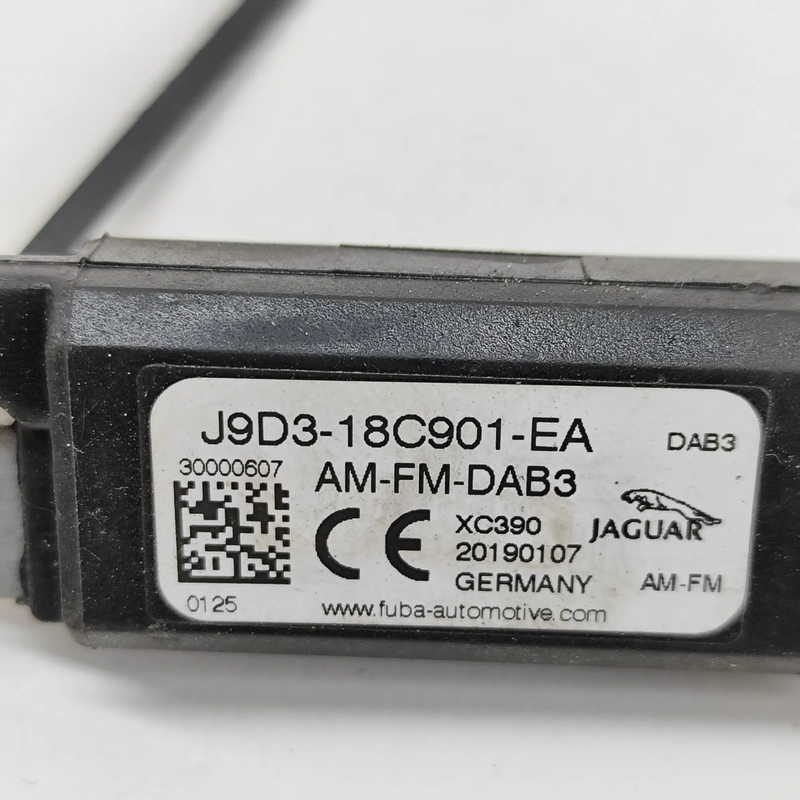 J9D3-18C901-EA
DAB3
30000607
AM-FM-DAB3
CE
XC390
JAGUAR
20190107
GERMANY
AM-FM
0125
www.fuba-automotive.com